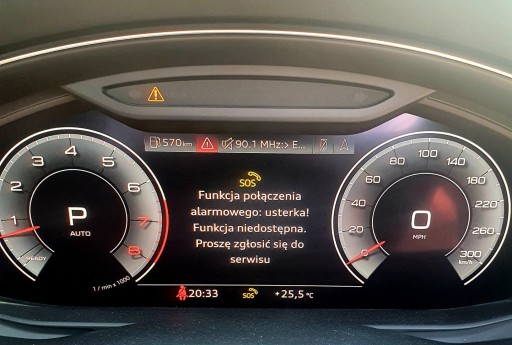 570km 90.1 MHz:> E...
SOS
Funkcja połączenia
alarmowego: usterka!
Funkcja niedostępna.
Proszę zgłosić się do
serwisu
1 2 3 4 5 6 7 8
READY
1 / min x 1000
P
AUTO
0
MPH
0 20 40 60 80 100 140 180 220 260 300
km/h
20:33 SOS +25,5 °C